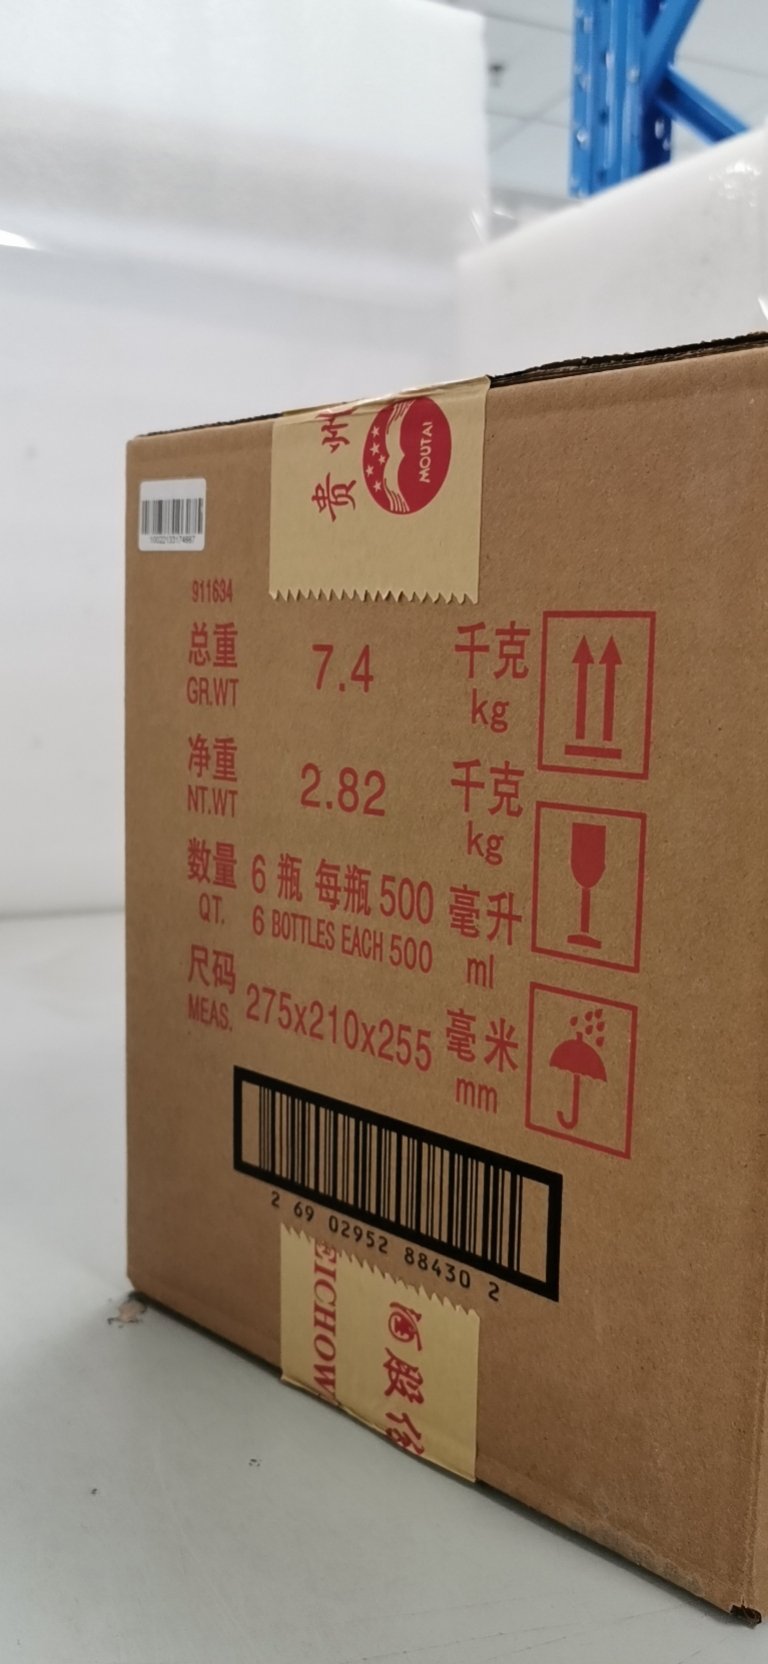 贵州
MOUTAI
911634
总重 7.4 千克
GR.WT kg
净重 2.82 千克
NT.WT kg
数量 6 瓶 每瓶 500 毫升
QT. 6 BOTTLES EACH 500 ml
尺码 275x210x255 毫米
MEAS. mm
2 69 02952 88430 2
EICHOW
股份